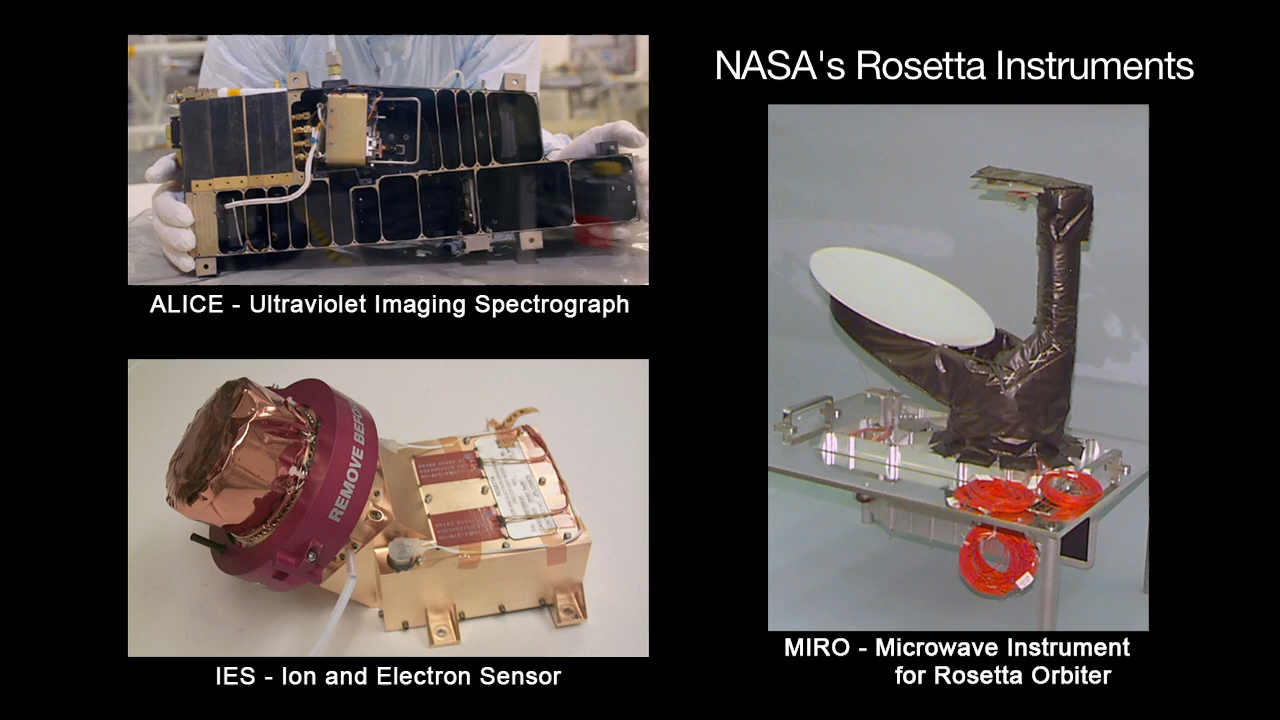 NASA's Rosetta Instruments
ALICE - Ultraviolet Imaging Spectrograph
REMOVE BEFO
IES - Ion and Electron Sensor
MIRO - Microwave Instrument
for Rosetta Orbiter